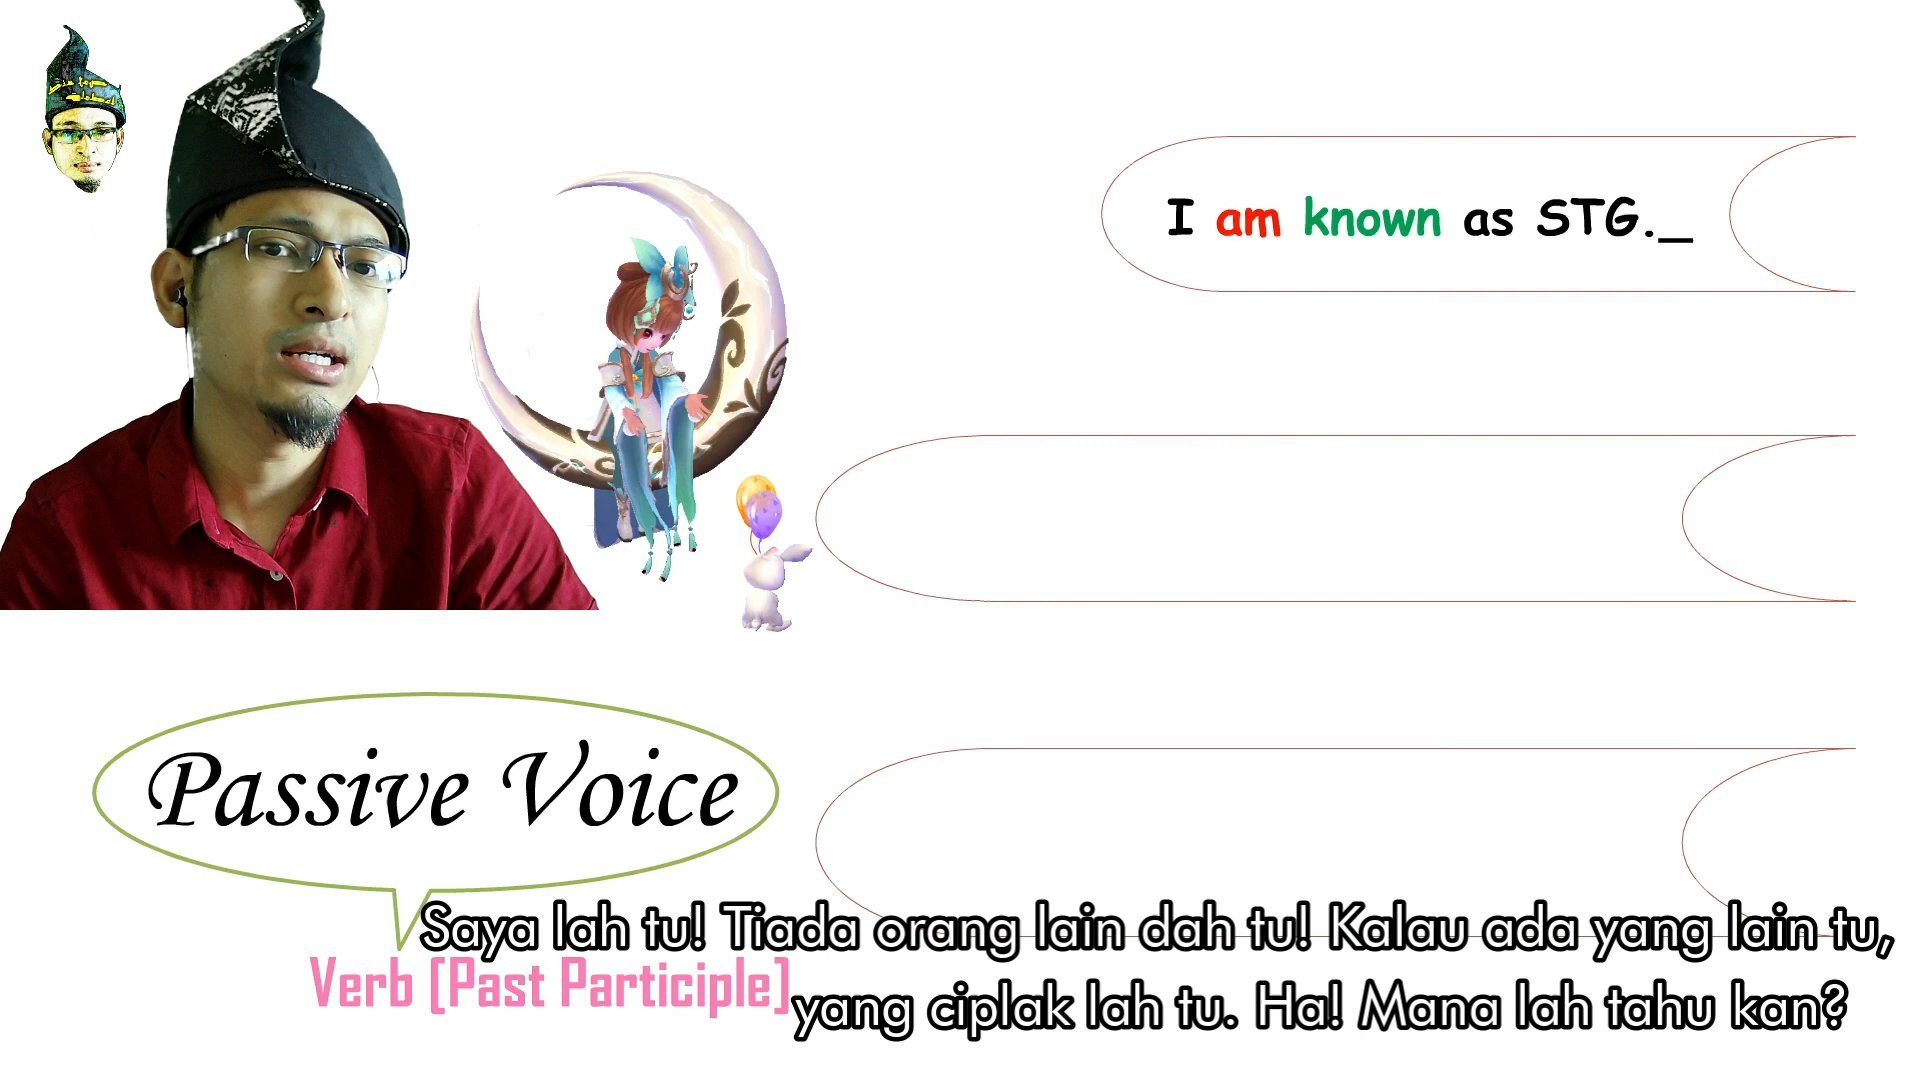 I am known as STG._
Passive Voice
Verb [Past Participle]
Saya lah tu! Tiada orang lain dah tu! Kalau ada yang lain tu,
yang ciplak lah tu. Ha! Mana lah tahu kan?